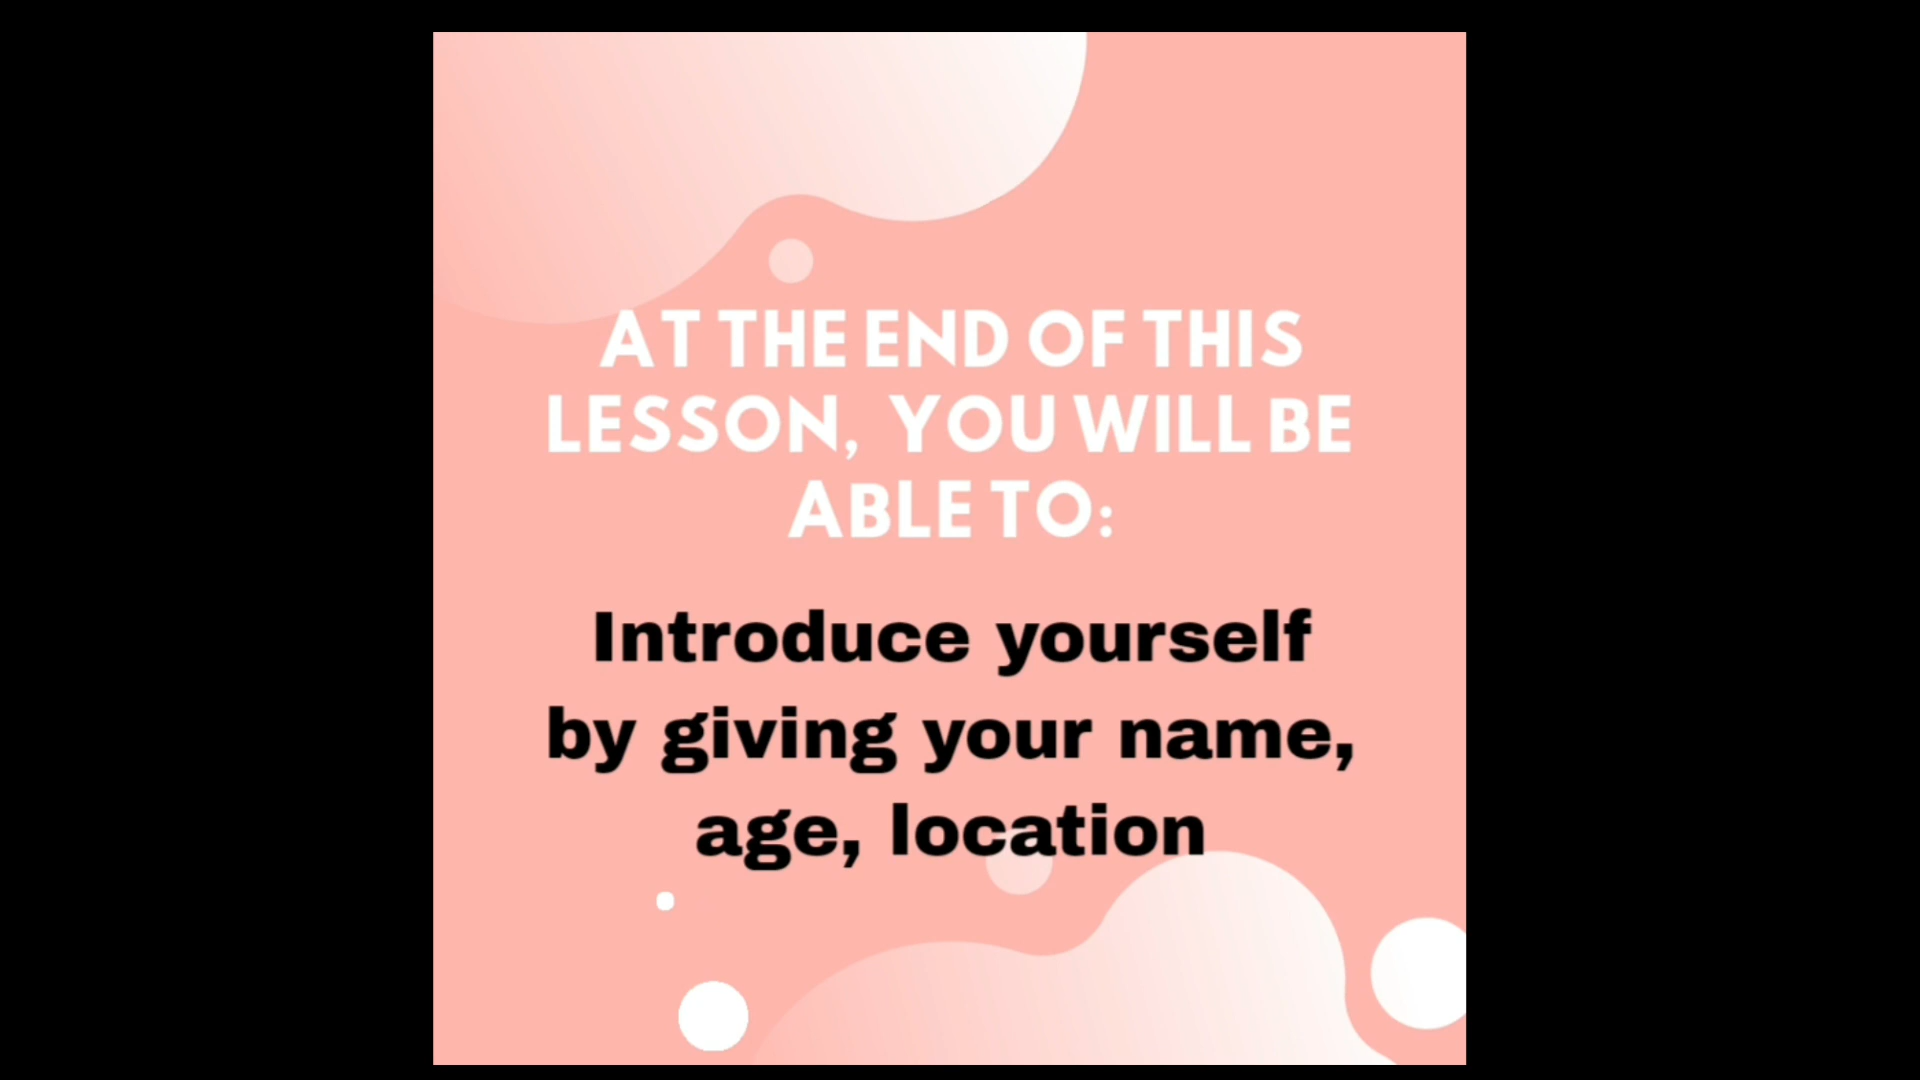 AT THE END OF THIS
LESSON, YOU WILL BE
ABLE TO:
Introduce yourself
by giving your name,
age, location